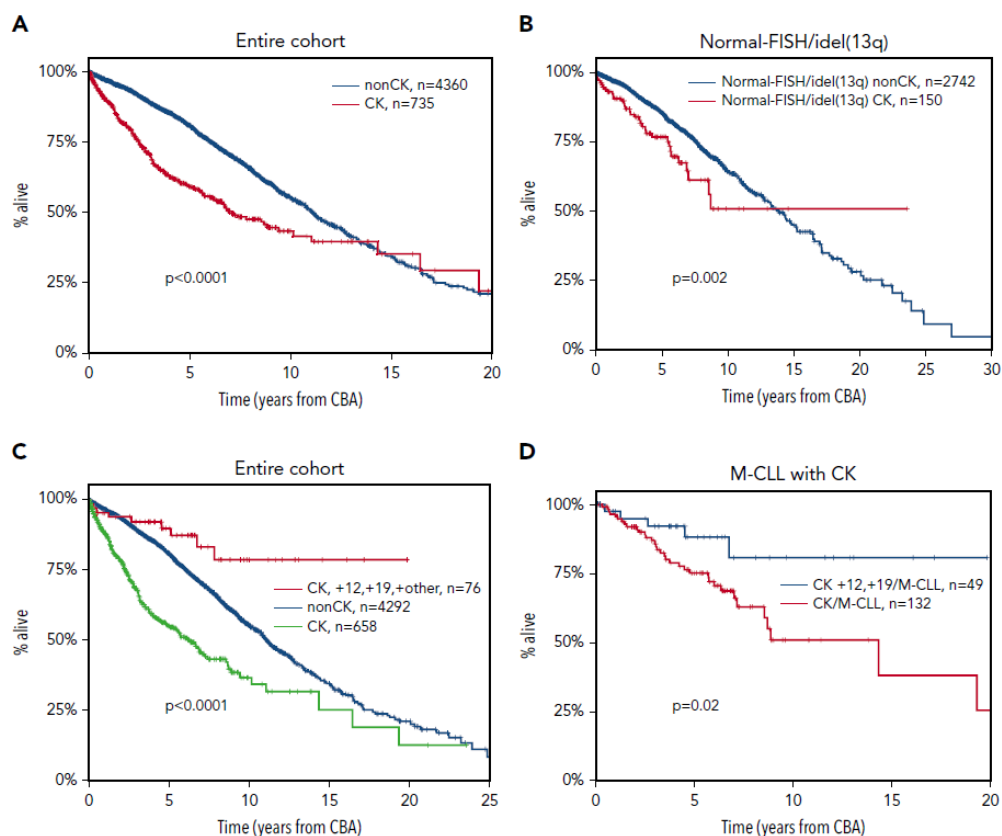 A
Entire cohort
100%
75%
50%
25%
0%
% alive
nonCK, n=4360
CK, n=735
p<0.0001
0 5 10 15 20
Time (years from CBA)
B
Normal-FISH/idel(13q)
100%
75%
50%
25%
0%
% alive
Normal-FISH/idel(13q) nonCK, n=2742
Normal-FISH/idel(13q) CK, n=150
p=0.002
0 5 10 15 20 25 30
Time (years from CBA)
C
Entire cohort
100%
75%
50%
25%
0%
% alive
CK, +12,+19,+other, n=76
nonCK, n=4292
CK, n=658
p<0.0001
0 5 10 15 20 25
Time (years from CBA)
D
M-CLL with CK
100%
75%
50%
25%
0%
% alive
CK +12,+19/M-CLL, n=49
CK/M-CLL, n=132
p=0.02
0 5 10 15 20
Time (years from CBA)